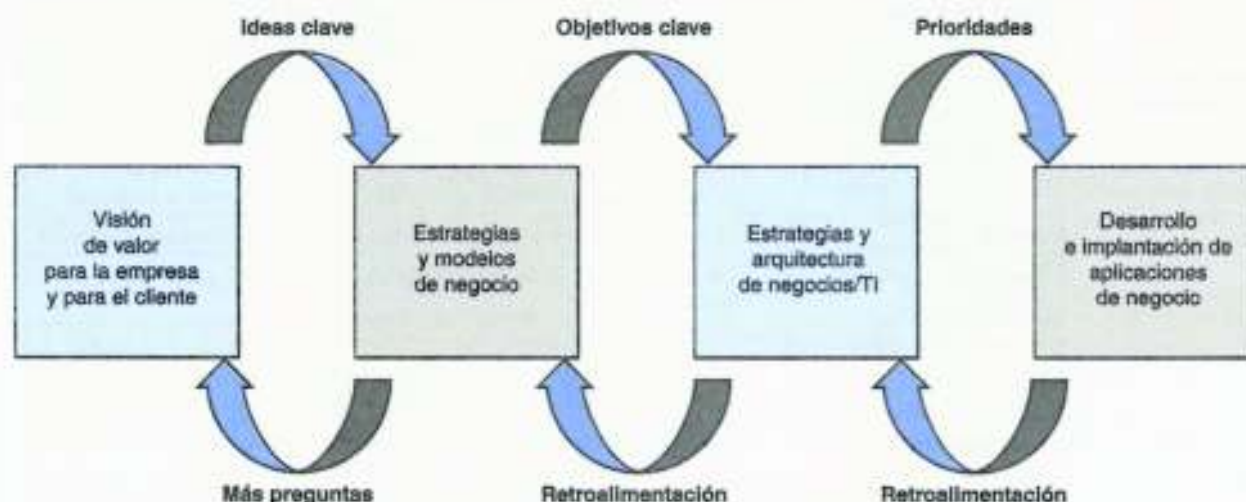 Ideas clave
Objetivos clave
Prioridades
Visión
de valor
para la empresa
y para el cliente
Estrategias
y modelos
de negocio
Estrategias y
arquitectura
de negocios/TI
Desarrollo
e implantación de
aplicaciones
de negocio
Más preguntas
Retroalimentación
Retroalimentación